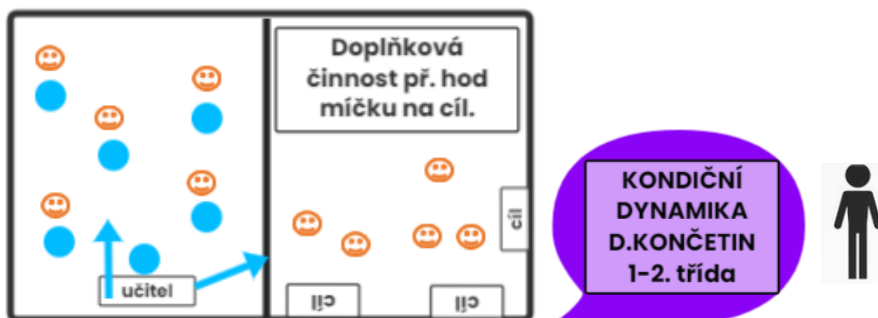 Doplňková
činnost př. hod
míčku na cíl.
cíl
učitel
cíl
cíl
KONDIČNÍ
DYNAMIKA
D.KONČETIN
1-2. třída